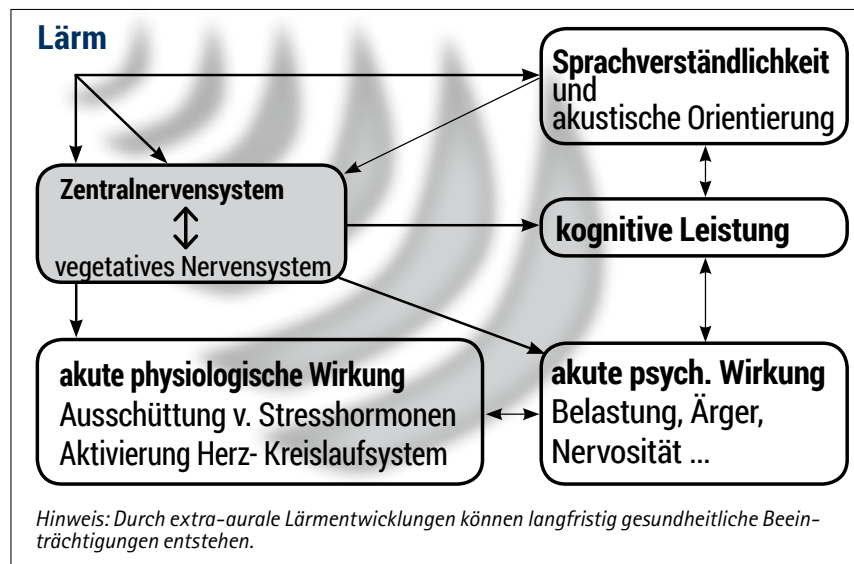 Lärm
Sprachverständlichkeit
und
akustische Orientierung
Zentralnervensystem
vegetatives Nervensystem
kognitive Leistung
akute physiologische Wirkung
Ausschüttung v. Stresshormonen
Aktivierung Herz- Kreislaufsystem
akute psych. Wirkung
Belastung, Ärger,
Nervosität ...
Hinweis: Durch extra-aurale Lärmentwicklungen können langfristig gesundheitliche Beein-
trächtigungen entstehen.